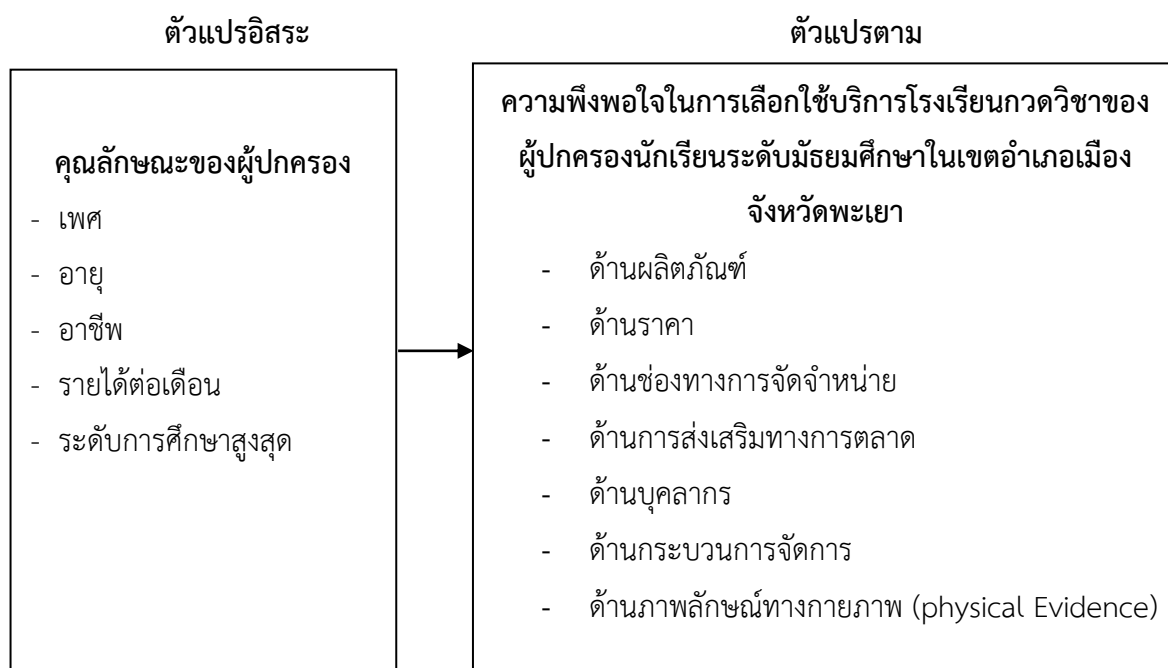 ตัวแปรอิสระ
คุณลักษณะของผู้ปกครอง
- เพศ
- อายุ
- อาชีพ
- รายได้ต่อเดือน
- ระดับการศึกษาสูงสุด
ตัวแปรตาม
ความพึงพอใจในการเลือกใช้บริการโรงเรียนกวดวิชาของ
ผู้ปกครองนักเรียนระดับมัธยมศึกษาในเขตอำเภอเมือง
จังหวัดพะเยา
- ด้านผลิตภัณฑ์
- ด้านราคา
- ด้านช่องทางการจัดจำหน่าย
- ด้านการส่งเสริมทางการตลาด
- ด้านบุคลากร
- ด้านกระบวนการจัดการ
- ด้านภาพลักษณ์ทางกายภาพ (physical Evidence)